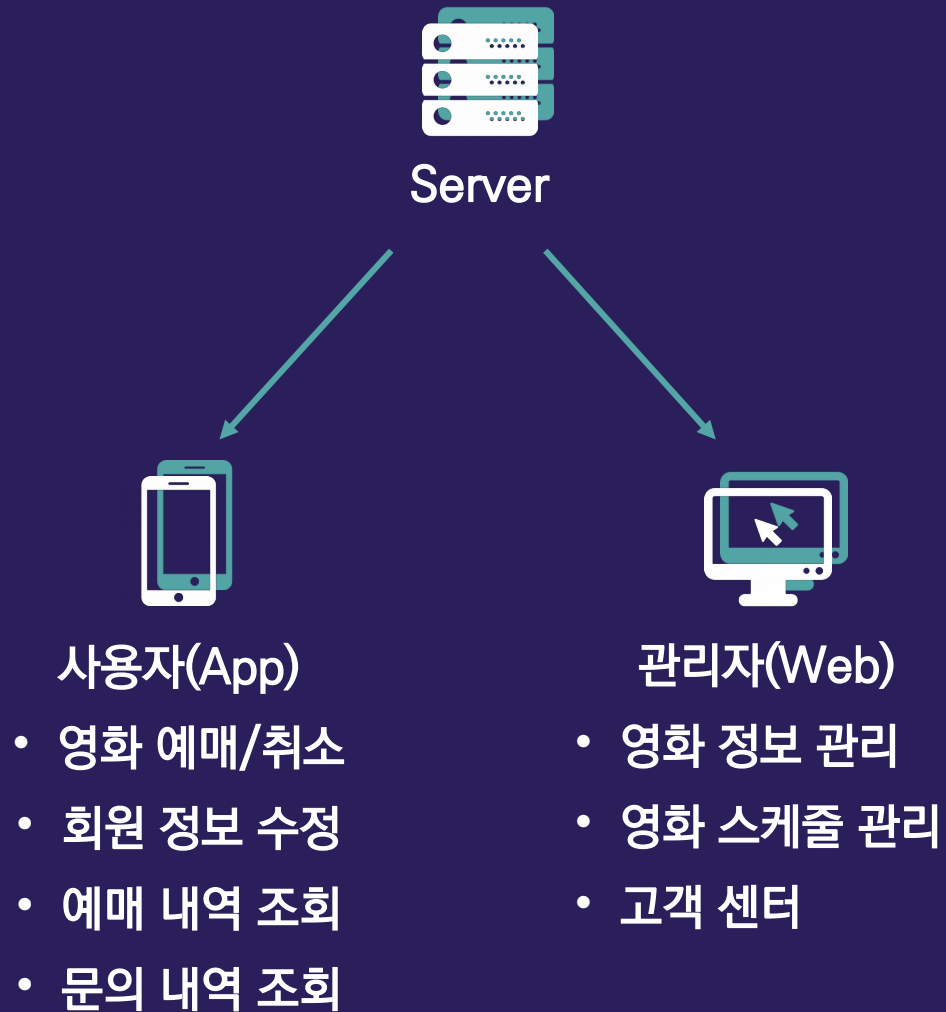 Server
사용자(App)
• 영화 예매/취소
• 회원 정보 수정
• 예매 내역 조회
• 문의 내역 조회
관리자(Web)
• 영화 정보 관리
• 영화 스케줄 관리
• 고객 센터